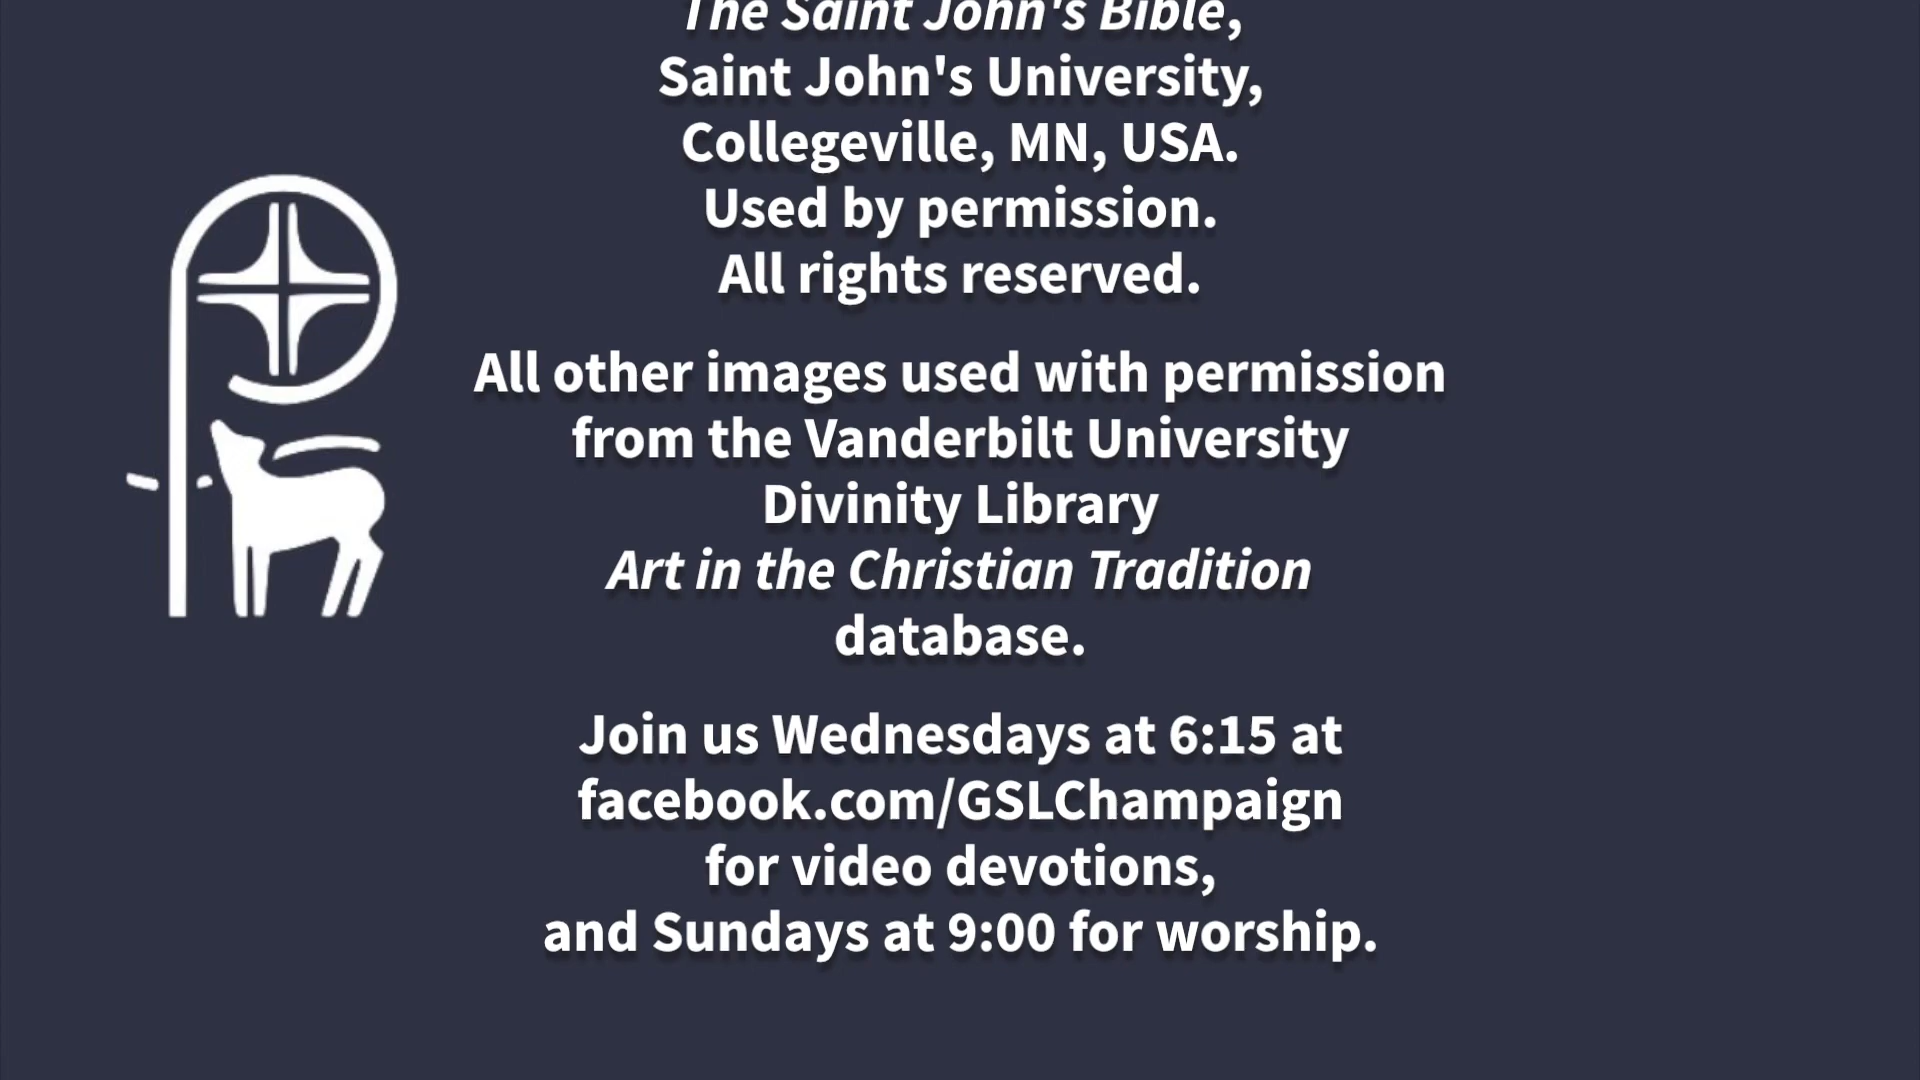 The Saint John's Bible,
Saint John's University,
Collegeville, MN, USA.
Used by permission.
All rights reserved.
All other images used with permission
from the Vanderbilt University
Divinity Library
Art in the Christian Tradition
database.
Join us Wednesdays at 6:15 at
facebook.com/GSLChampaign
for video devotions,
and Sundays at 9:00 for worship.